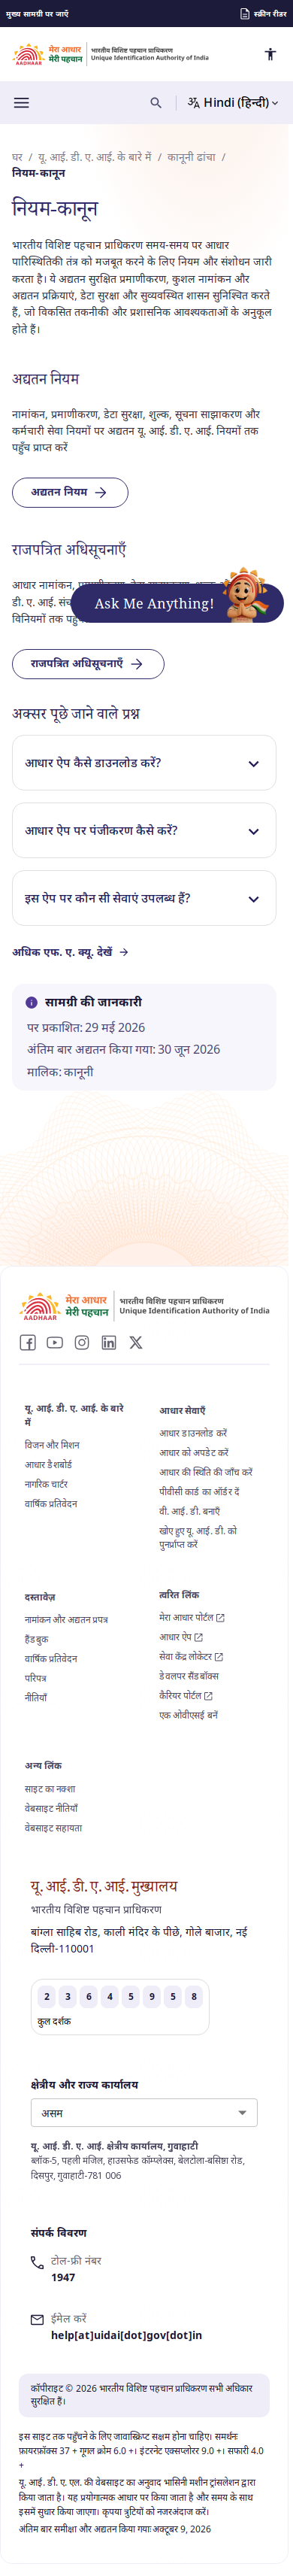 मुख्य सामग्री पर जाएँ
स्क्रीन रीडर
AADHAAR
मेरा आधार
मेरी पहचान
भारतीय विशिष्ट पहचान प्राधिकरण
Unique Identification Authority of India
Hindi (हिन्दी)
घर / यू. आई. डी. ए. आई. के बारे में / कानूनी ढांचा /
नियम-कानून
नियम-कानून
भारतीय विशिष्ट पहचान प्राधिकरण समय-समय पर आधार
पारिस्थितिकी तंत्र को मजबूत करने के लिए नियम और संशोधन जारी
करता है। ये अद्यतन सुरक्षित प्रमाणीकरण, कुशल नामांकन और
अद्यतन प्रक्रियाएं, डेटा सुरक्षा और सुव्यवस्थित शासन सुनिश्चित करते
हैं, जो विकसित तकनीकी और प्रशासनिक आवश्यकताओं के अनुकूल
होते हैं।
अद्यतन नियम
नामांकन, प्रमाणीकरण, डेटा सुरक्षा, शुल्क, सूचना साझाकरण और
कर्मचारी सेवा नियमों पर अद्यतन यू. आई. डी. ए. आई. नियमों तक
पहुँच प्राप्त करें
अद्यतन नियम
राजपत्रित अधिसूचनाएँ
आधार नामांकन,
डी. ए. आई.
Ask Me Anything!
राजपत्रित अधिसूचनाएँ
अक्सर पूछे जाने वाले प्रश्न
आधार ऐप कैसे डाउनलोड करें?
आधार ऐप पर पंजीकरण कैसे करें?
इस ऐप पर कौन सी सेवाएं उपलब्ध हैं?
अधिक एफ. ए. क्यू. देखें
सामग्री की जानकारी
पर प्रकाशित: 29 मई 2026
अंतिम बार अद्यतन किया गया: 30 जून 2026
मालिक: कानूनी
AADHAAR
मेरा आधार
मेरी पहचान
भारतीय विशिष्ट पहचान प्राधिकरण
Unique Identification Authority of India
यू. आई. डी. ए. आई. के बारे
में
विजन और मिशन
आधार डैशबोर्ड
नागरिक चार्टर
वार्षिक प्रतिवेदन
आधार सेवाएँ
आधार डाउनलोड करें
आधार को अपडेट करें
आधार की स्थिति की जाँच करें
पीवीसी कार्ड का ऑर्डर दें
वी. आई. डी. बनाएँ
खोए हुए यू. आई. डी. को
पुनर्प्राप्त करें
दस्तावेज़
नामांकन और अद्यतन प्रपत्र
हैंडबुक
वार्षिक प्रतिवेदन
परिपत्र
नीतियाँ
त्वरित लिंक
मेरा आधार पोर्टल
आधार ऐप
सेवा केंद्र लोकेटर
डेवलपर सैंडबॉक्स
कैरियर पोर्टल
एक ओवीएसई बनें
अन्य लिंक
साइट का नक्शा
वेबसाइट नीतियाँ
वेबसाइट सहायता
यू. आई. डी. ए. आई. मुख्यालय
भारतीय विशिष्ट पहचान प्राधिकरण
बांग्ला साहिब रोड, काली मंदिर के पीछे, गोले बाजार, नई
दिल्ली-110001
2 3 6 4 5 9 5 8
कुल दर्शक
क्षेत्रीय और राज्य कार्यालय
असम
यू. आई. डी. ए. आई. क्षेत्रीय कार्यालय, गुवाहाटी
ब्लॉक-5, पहली मंजिल, हाउसफेड कॉम्प्लेक्स, बेलटोला-बसिष्ठा रोड,
दिसपुर, गुवाहाटी-781 006
संपर्क विवरण
टोल-फ्री नंबर
1947
ईमेल करें
help[at]uidai[dot]gov[dot]in
कॉपीराइट © 2026 भारतीय विशिष्ट पहचान प्राधिकरण सभी अधिकार
सुरक्षित हैं।
इस साइट तक पहुँचने के लिए जावास्क्रिप्ट सक्षम होना चाहिए। समर्थनः
फ़ायरफ़ॉक्स 37 + गूगल क्रोम 6.0 +। इंटरनेट एक्सप्लोरर 9.0 +। सफारी 4.0
+
यू. आई. डी. ए. एल. की वेबसाइट का अनुवाद भासिनी मशीन ट्रांसलेशन द्वारा
किया जाता है। यह प्रयोगात्मक आधार पर किया जाता है और समय के साथ
इसमें सुधार किया जाएगा। कृपया त्रुटियों को नजरअंदाज करें।
अंतिम बार समीक्षा और अद्यतन किया गयाः अक्टूबर 9, 2026